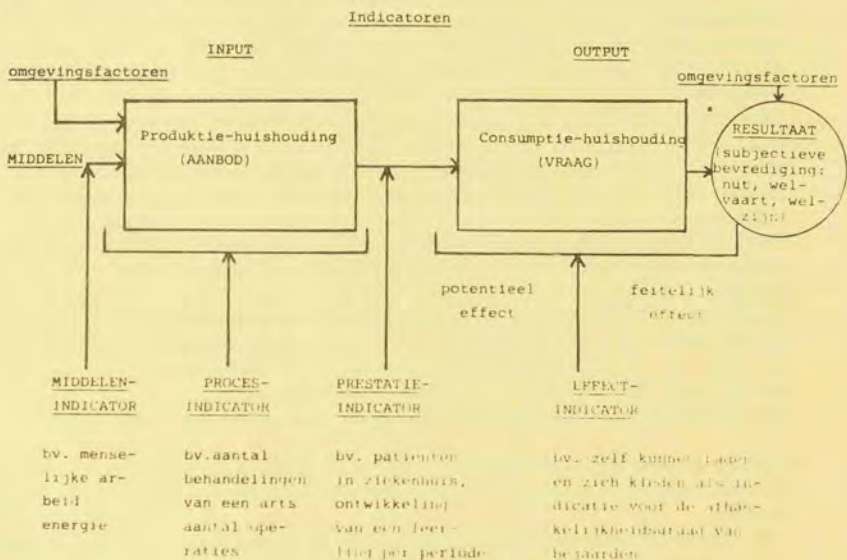 Indicatoren
INPUT
OUTPUT
omgevingsfactoren
omgevingsfactoren
Produktie-huishouding
(AANBOD)
Consumptie-huishouding
(VRAAG)
RESULTAAT
(subjectieve
bevrediging:
nut, wel-
vaart, wel-
zijn)
MIDDELEN
potentieel
effect
feitelijk
effect
MIDDELEN-
INDICATOR
bv. mense-
lijke ar-
beid
energie
PROCES-
INDICATOR
bv.aantal
behandelingen
van een arts
aantal ope-
raties
PRESTATIE-
INDICATOR
bv. patienten
in ziekenhuis,
ontwikkeling
van een leer-
ling per periode
EFFECT-
INDICATOR
bv. zelf kunnen
en zich kleden als in-
dicatie voor de afhan-
kelijkheidsgraad van
bejaarden